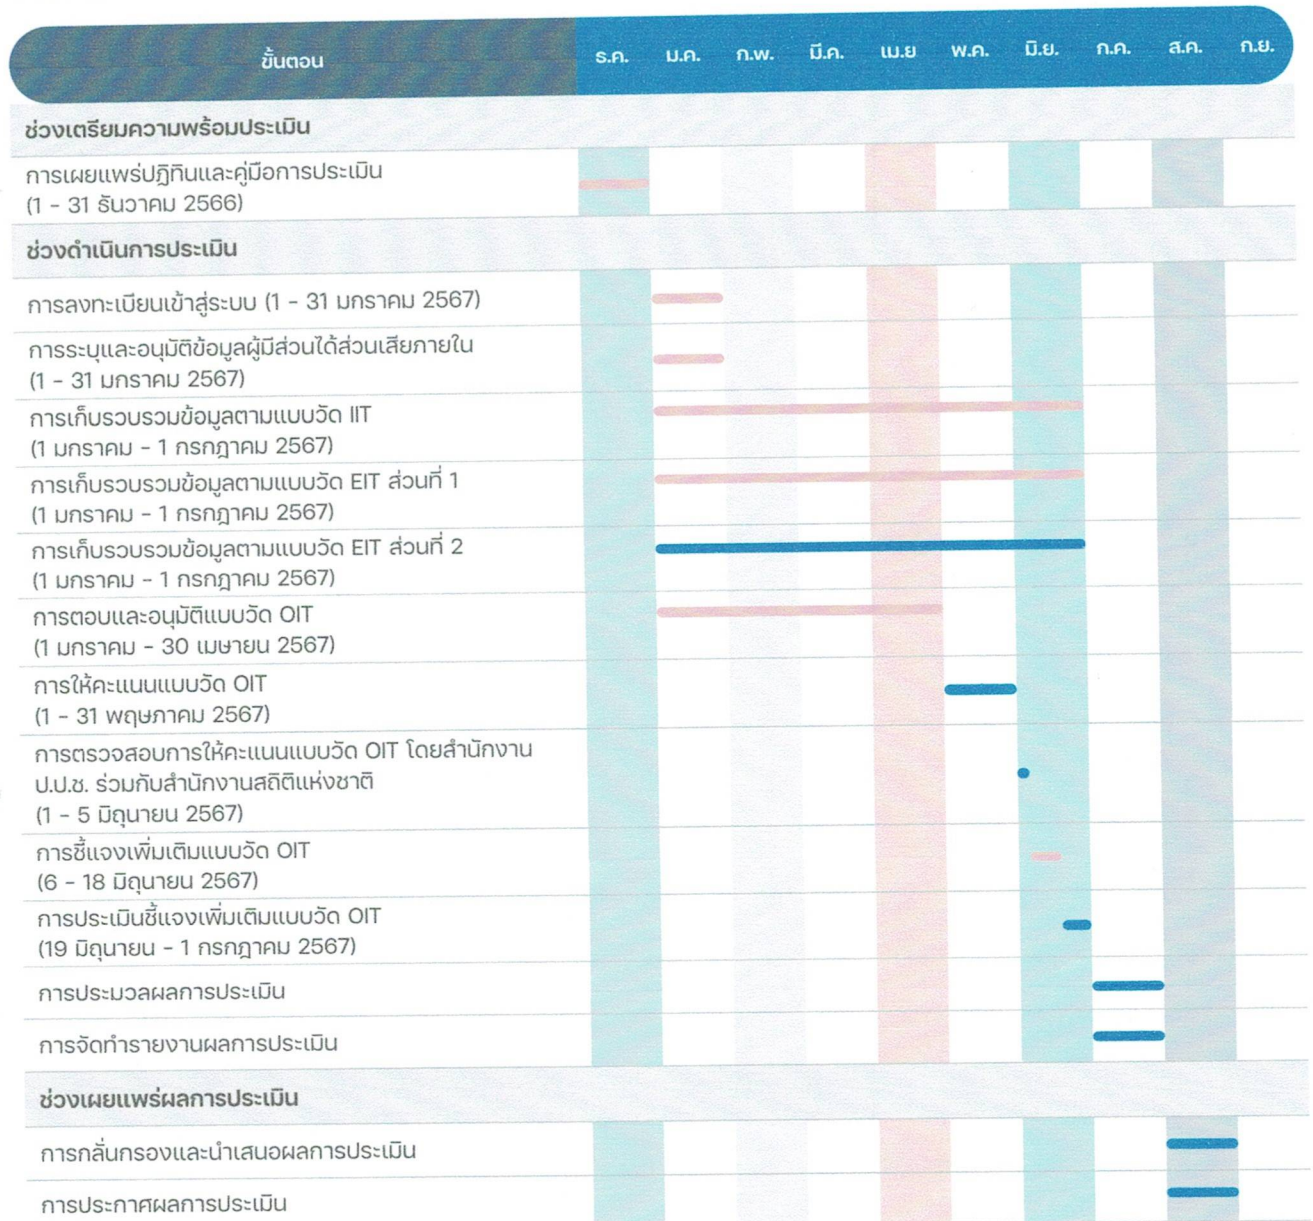 ขั้นตอน ธ.ค. ม.ค. ก.พ. มี.ค. เม.ย พ.ค. มิ.ย. ก.ค. ส.ค. ก.ย.
ช่วงเตรียมความพร้อมประเมิน
การเผยแพร่ปฏิทินและคู่มือการประเมิน
(1 - 31 ธันวาคม 2566)
ช่วงดำเนินการประเมิน
การลงทะเบียนเข้าสู่ระบบ (1 - 31 มกราคม 2567)
การระบุและอนุมัติข้อมูลผู้มีส่วนได้ส่วนเสียภายใน
(1 - 31 มกราคม 2567)
การเก็บรวบรวมข้อมูลตามแบบวัด IIT
(1 มกราคม - 1 กรกฎาคม 2567)
การเก็บรวบรวมข้อมูลตามแบบวัด EIT ส่วนที่ 1
(1 มกราคม - 1 กรกฎาคม 2567)
การเก็บรวบรวมข้อมูลตามแบบวัด EIT ส่วนที่ 2
(1 มกราคม - 1 กรกฎาคม 2567)
การตอบและอนุมัติแบบวัด OIT
(1 มกราคม - 30 เมษายน 2567)
การให้คะแนนแบบวัด OIT
(1 - 31 พฤษภาคม 2567)
การตรวจสอบการให้คะแนนแบบวัด OIT โดยสำนักงาน
ป.ป.ช. ร่วมกับสำนักงานสถิติแห่งชาติ
(1 - 5 มิถุนายน 2567)
การชี้แจงเพิ่มเติมแบบวัด OIT
(6 - 18 มิถุนายน 2567)
การประเมินชี้แจงเพิ่มเติมแบบวัด OIT
(19 มิถุนายน - 1 กรกฎาคม 2567)
การประมวลผลการประเมิน
การจัดทำรายงานผลการประเมิน
ช่วงเผยแพร่ผลการประเมิน
การกลั่นกรองและนำเสนอผลการประเมิน
การประกาศผลการประเมิน